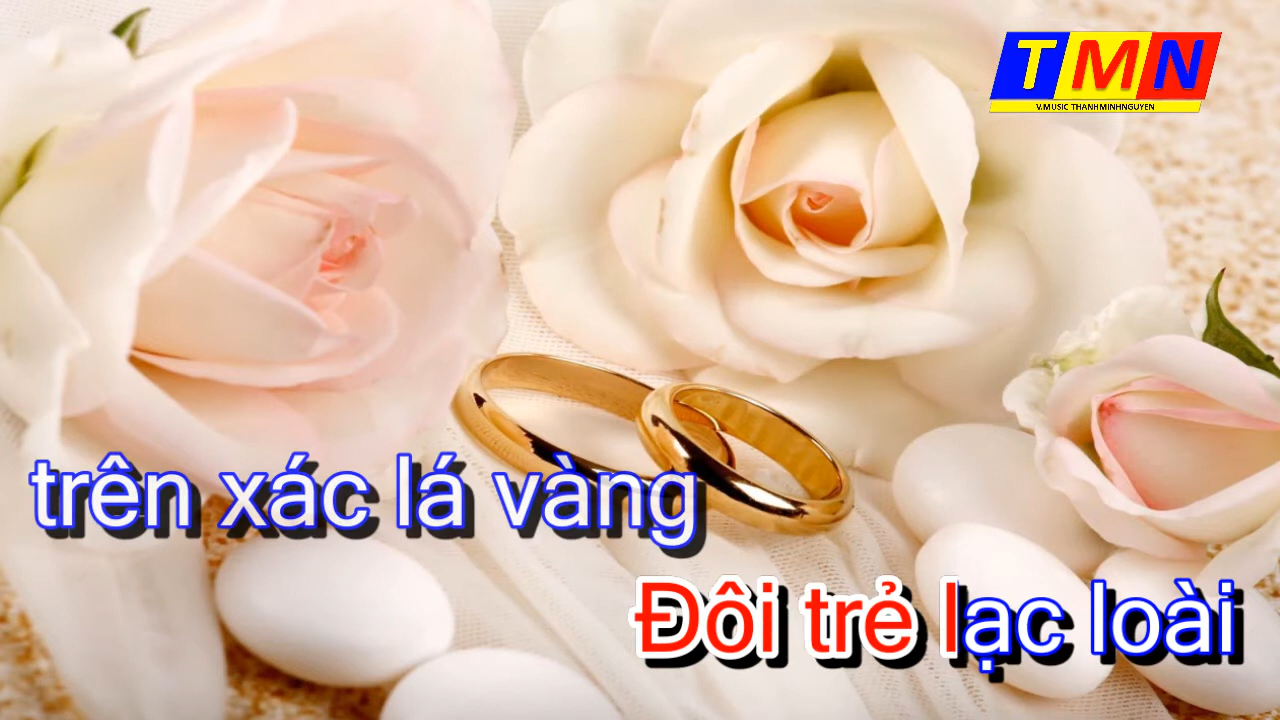 TMN
V.MUSIC THANHMINHNGUYEN
trên xác lá vàng
Đôi trẻ lạc loài